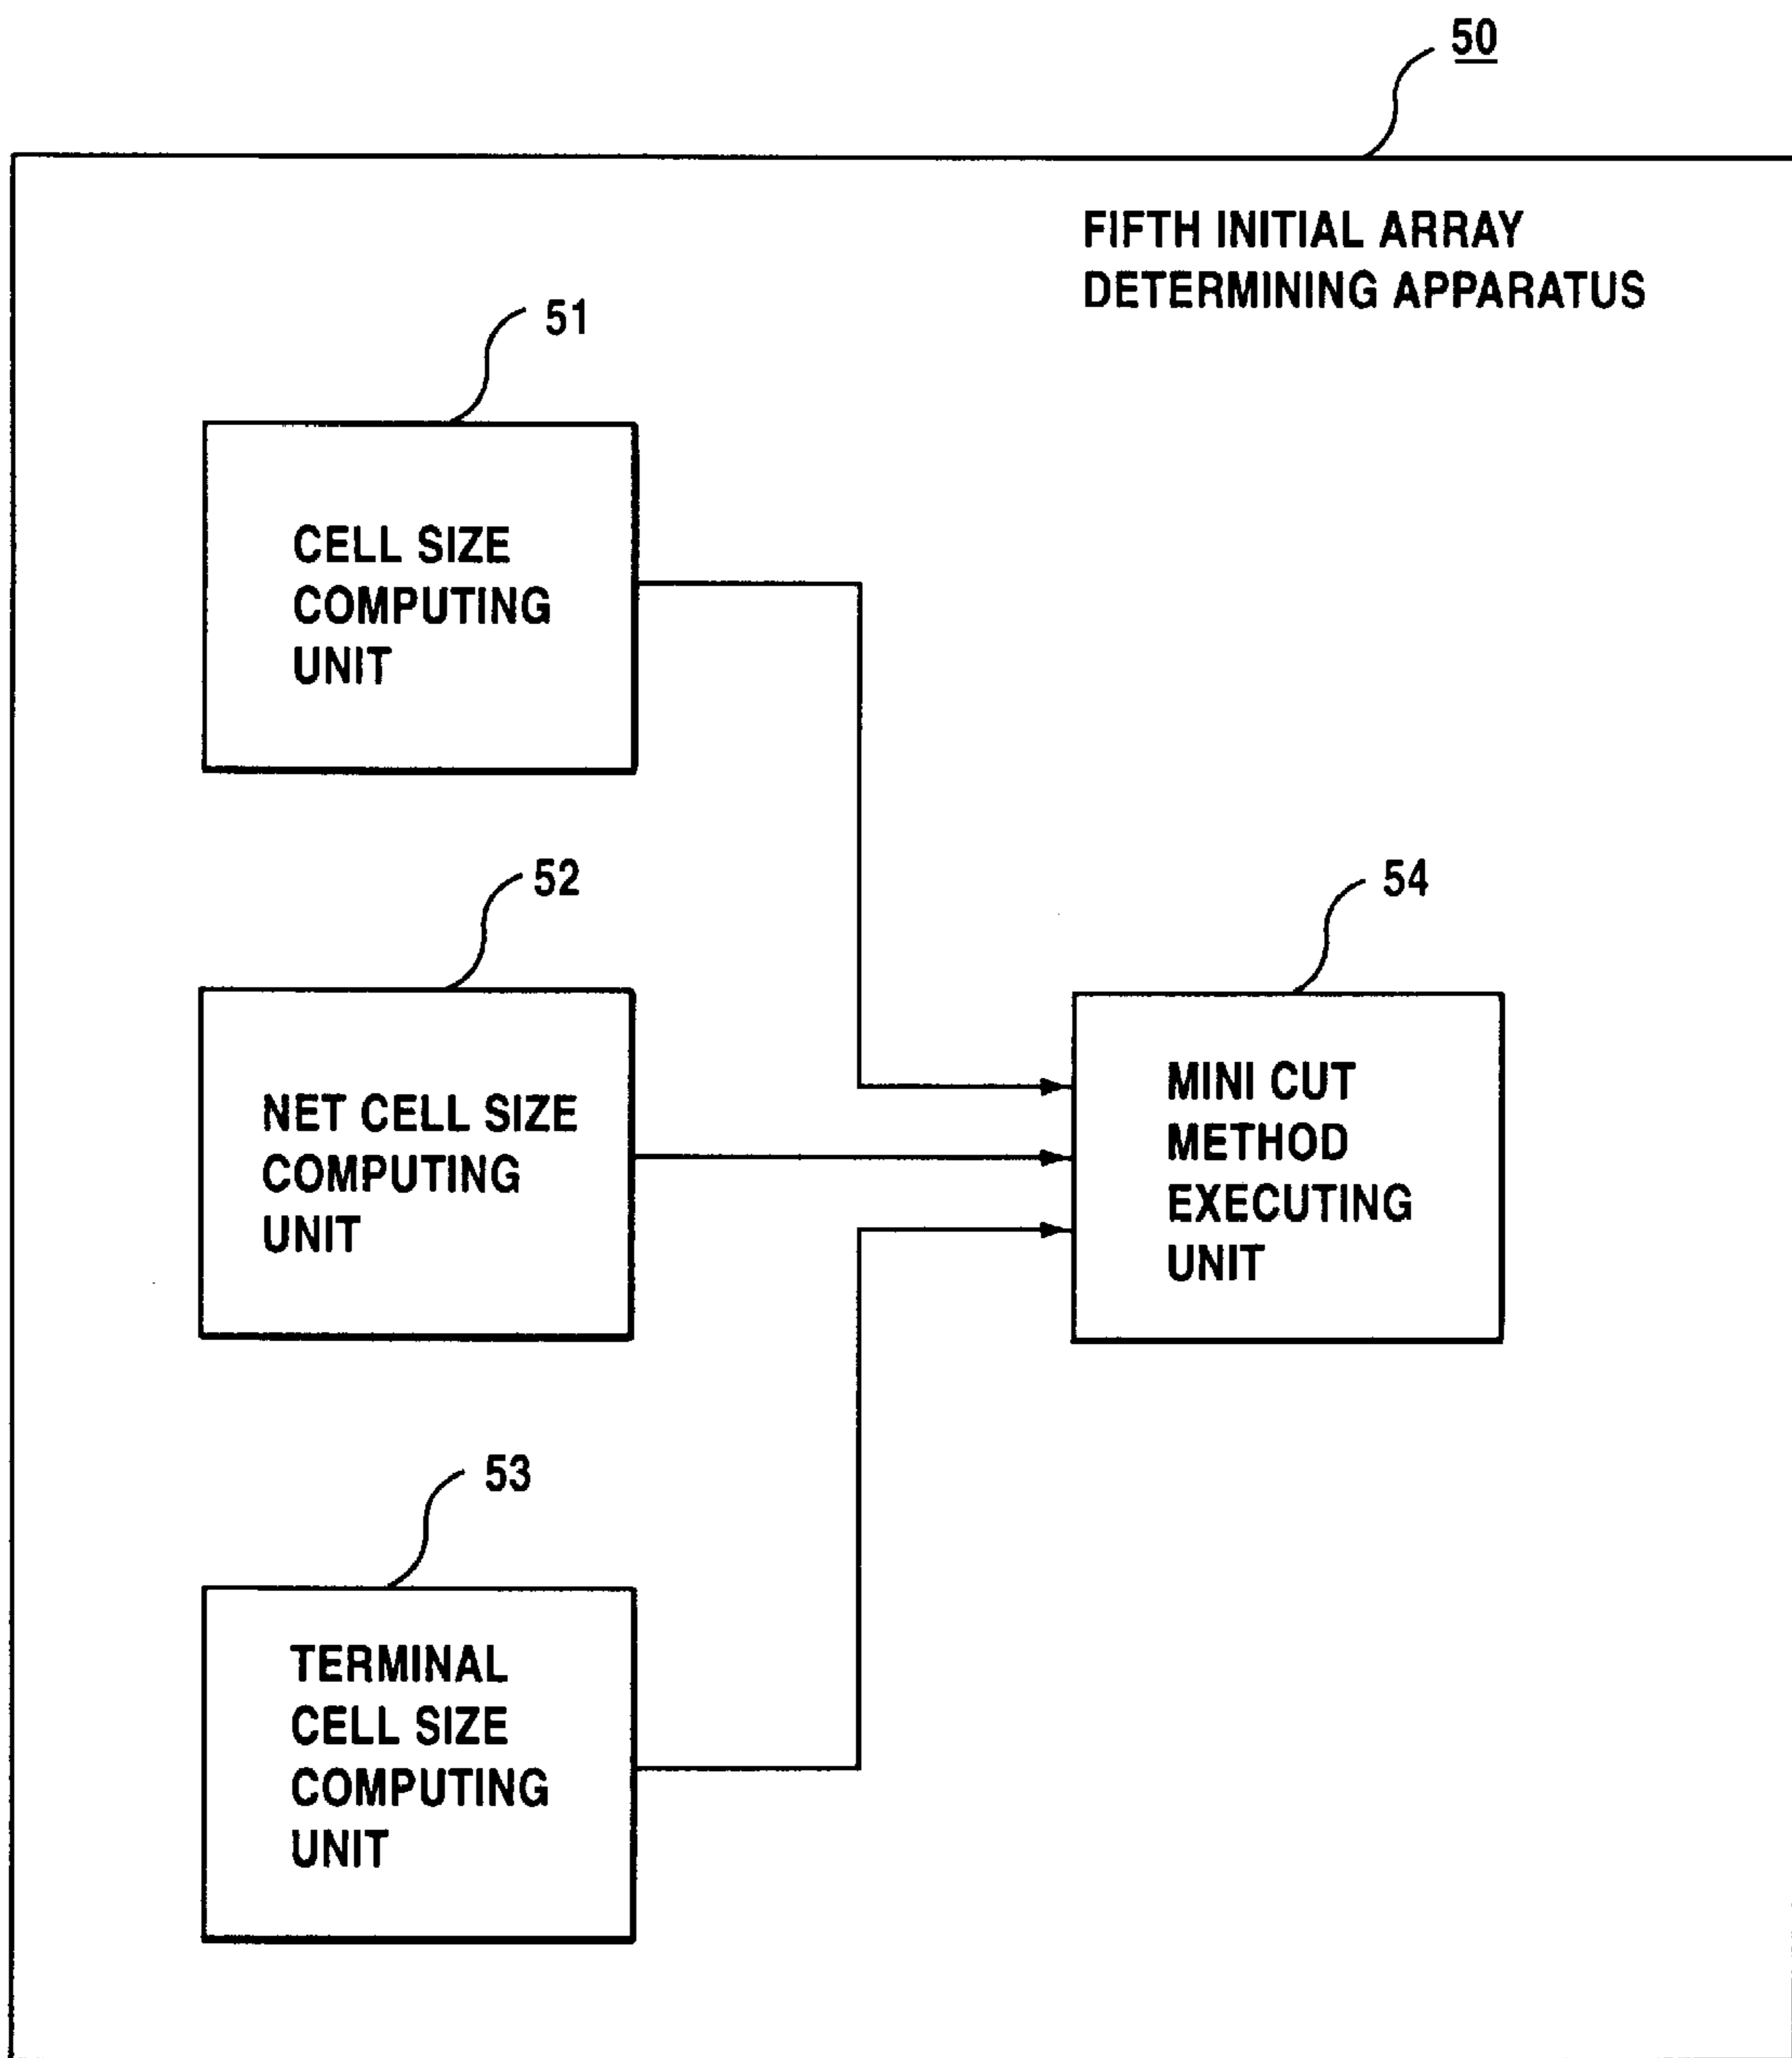 50
FIFTH INITIAL ARRAY
DETERMINING APPARATUS
51
CELL SIZE
COMPUTING
UNIT
52
NET CELL SIZE
COMPUTING
UNIT
54
MINI CUT
METHOD
EXECUTING
UNIT
53
TERMINAL
CELL SIZE
COMPUTING
UNIT